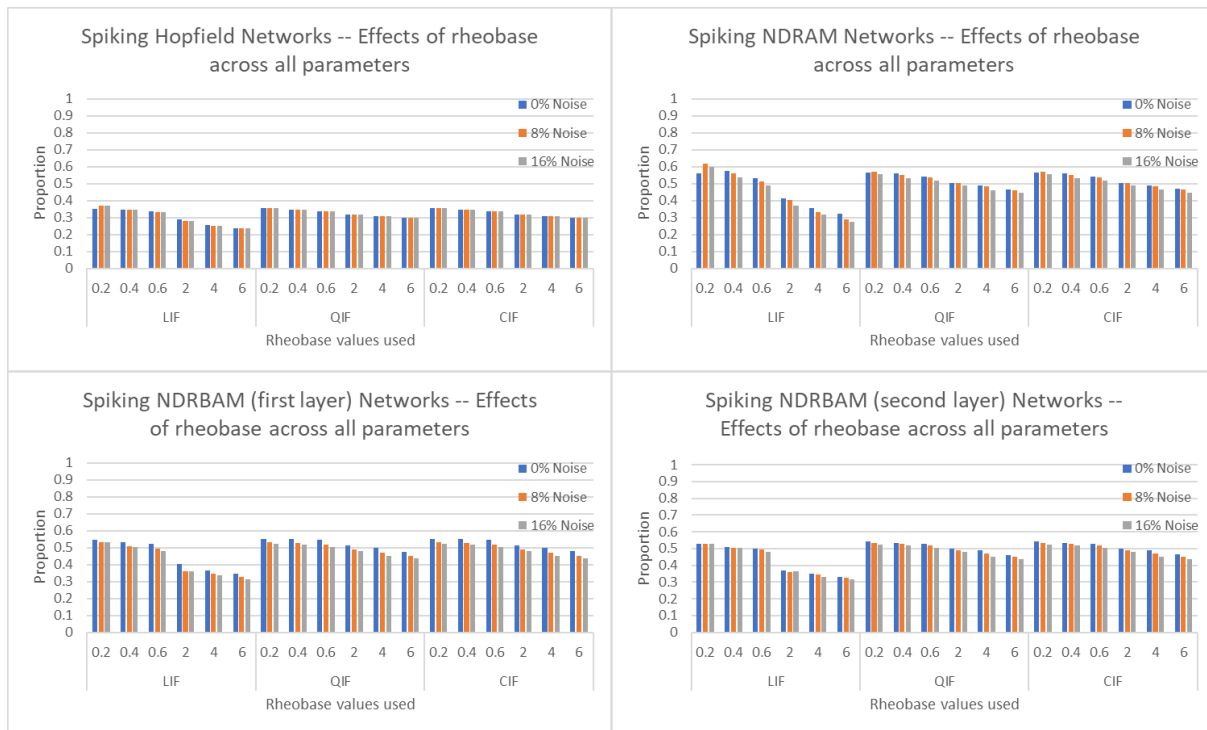 Spiking Hopfield Networks -- Effects of rheobase
across all parameters
Proportion
1
0.9
0.8
0.7
0.6
0.5
0.4
0.3
0.2
0.1
0
0% Noise
8% Noise
16% Noise
0.2 0.4 0.6 2 4 6 0.2 0.4 0.6 2 4 6 0.2 0.4 0.6 2 4 6
LIF QIF CIF
Rheobase values used
Spiking NDRAM Networks -- Effects of rheobase
across all parameters
Proportion
1
0.9
0.8
0.7
0.6
0.5
0.4
0.3
0.2
0.1
0
0% Noise
8% Noise
16% Noise
0.2 0.4 0.6 2 4 6 0.2 0.4 0.6 2 4 6 0.2 0.4 0.6 2 4 6
LIF QIF CIF
Rheobase values used
Spiking NDRBAM (first layer) Networks -- Effects
of rheobase across all parameters
Proportion
1
0.9
0.8
0.7
0.6
0.5
0.4
0.3
0.2
0.1
0
0% Noise
8% Noise
16% Noise
0.2 0.4 0.6 2 4 6 0.2 0.4 0.6 2 4 6 0.2 0.4 0.6 2 4 6
LIF QIF CIF
Rheobase values used
Spiking NDRBAM (second layer) Networks --
Effects of rheobase across all parameters
Proportion
1
0.9
0.8
0.7
0.6
0.5
0.4
0.3
0.2
0.1
0
0% Noise
8% Noise
16% Noise
0.2 0.4 0.6 2 4 6 0.2 0.4 0.6 2 4 6 0.2 0.4 0.6 2 4 6
LIF QIF CIF
Rheobase values used